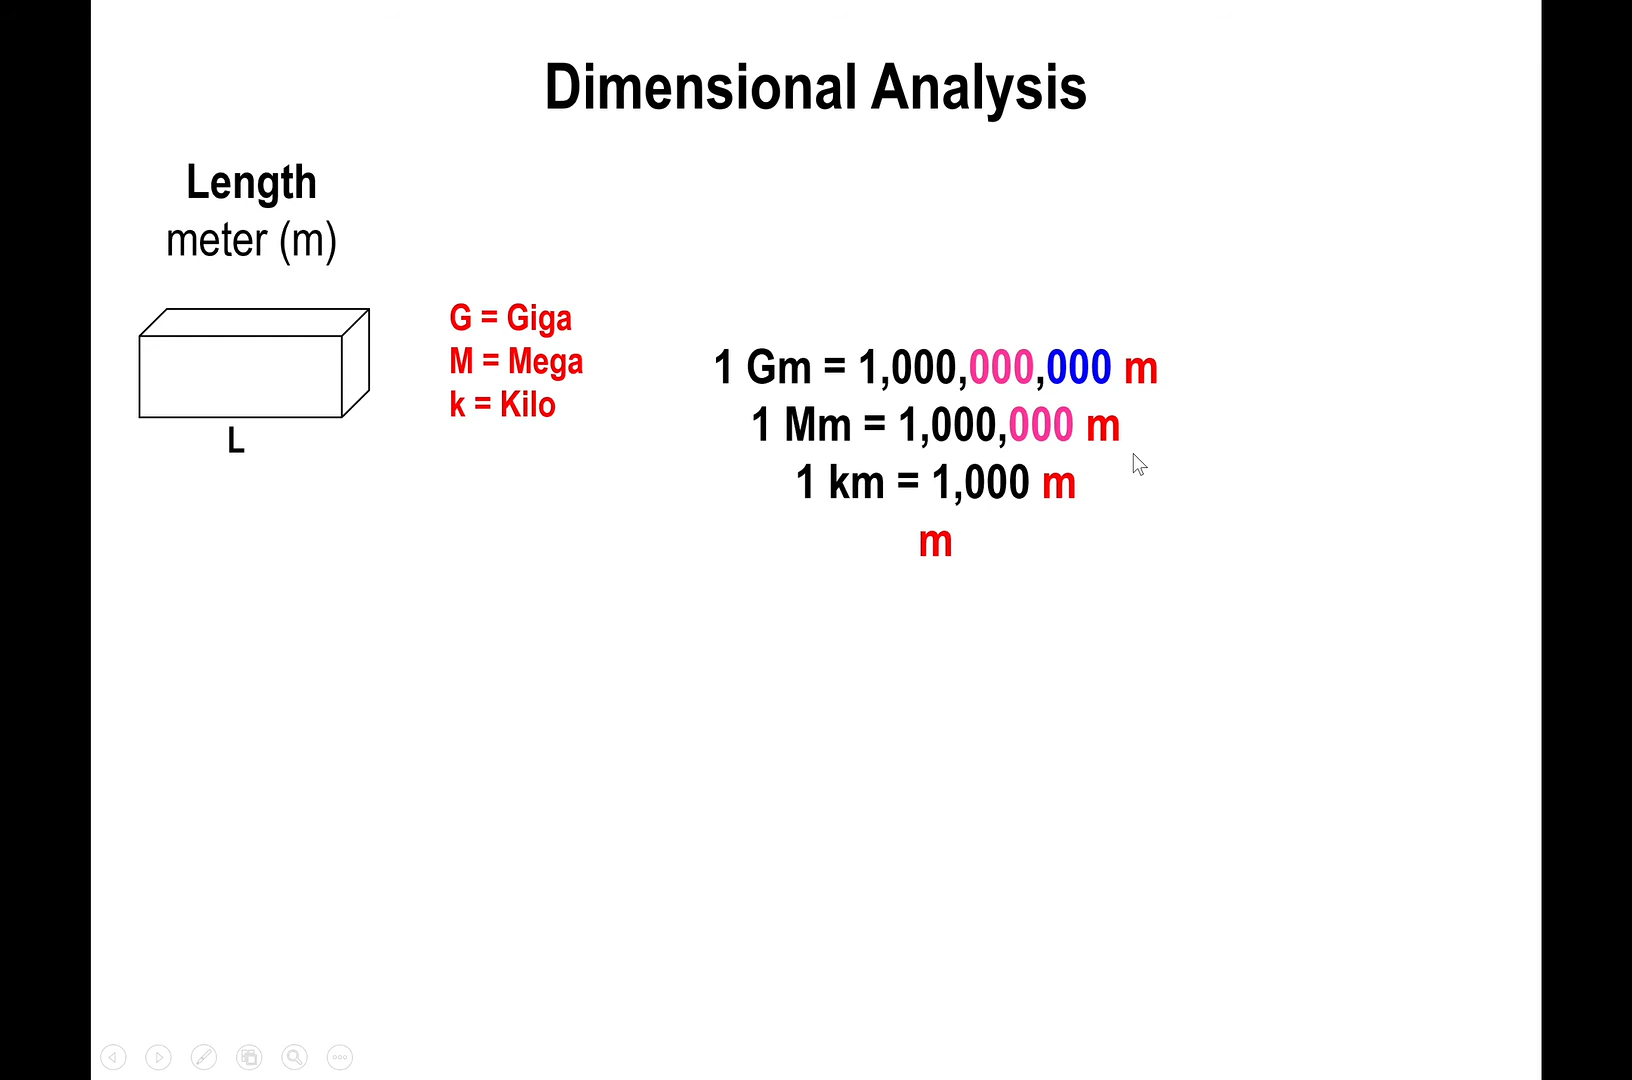 Dimensional Analysis
Length
meter (m)
L
G = Giga
M = Mega
k = Kilo
1 Gm = 1,000,000,000 m
1 Mm = 1,000,000 m
1 km = 1,000 m
m